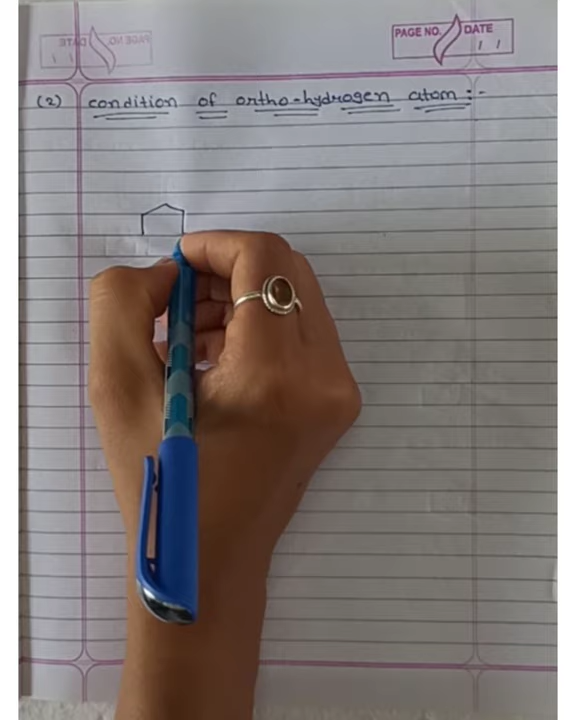 PAGE NO. DATE
/ /
(2) condition of ortho-hydrogen atom :-